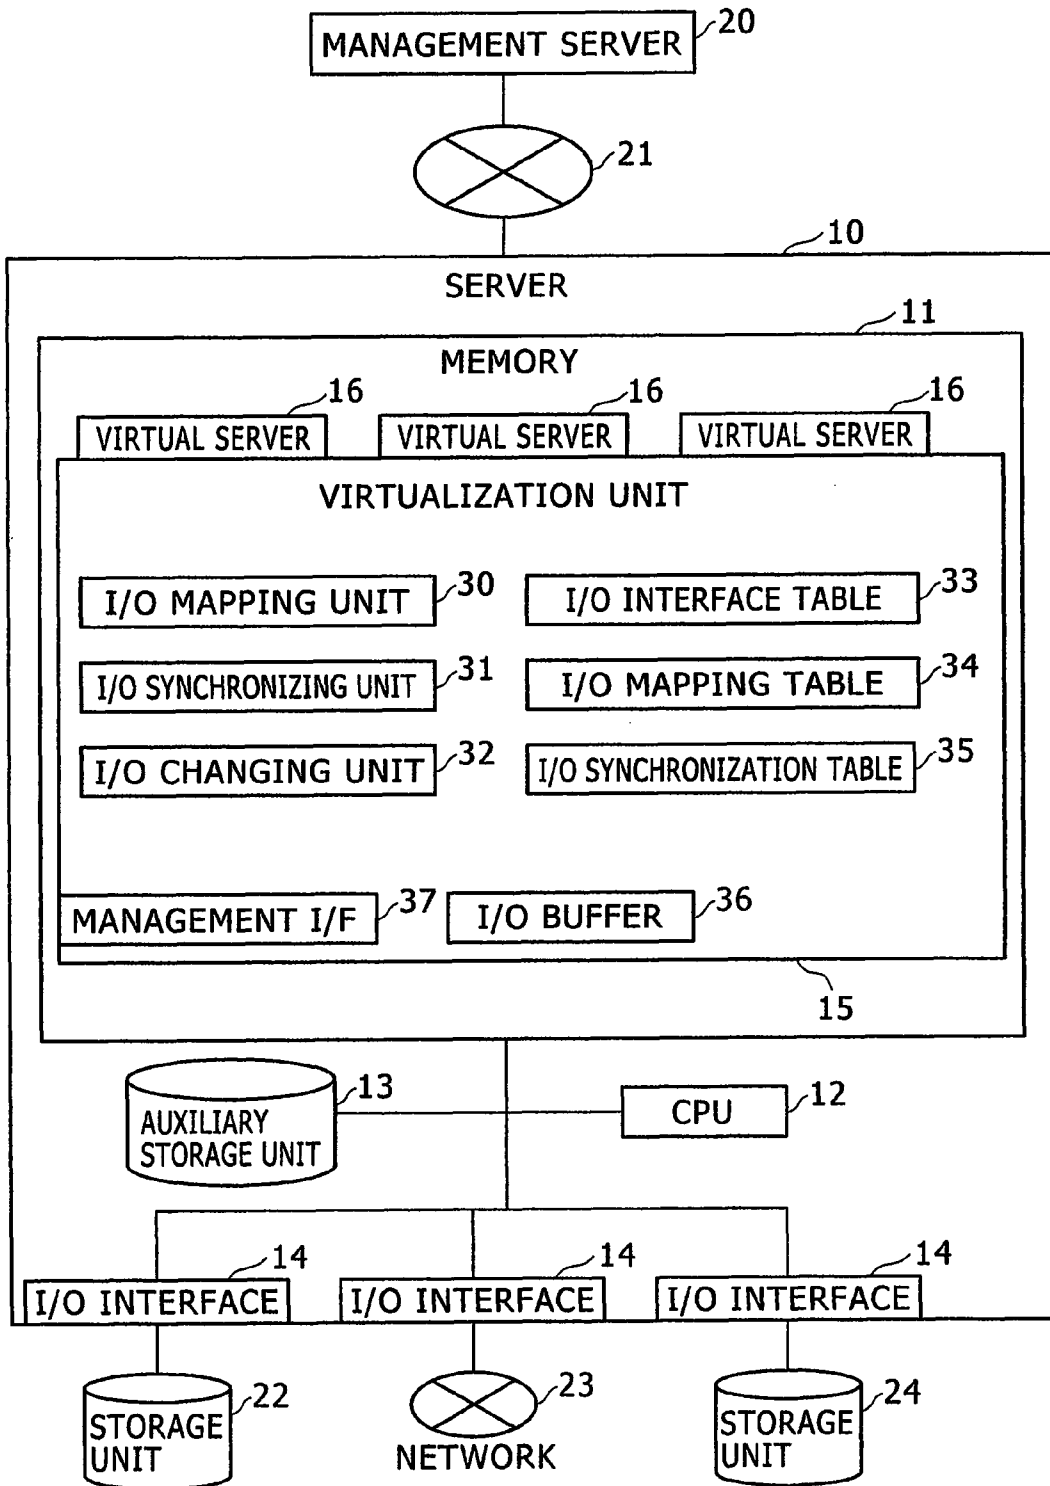 MANAGEMENT SERVER 20
21
10
SERVER
11
MEMORY
16 16 16
VIRTUAL SERVER VIRTUAL SERVER VIRTUAL SERVER
VIRTUALIZATION UNIT
I/O MAPPING UNIT 30 I/O INTERFACE TABLE 33
I/O SYNCHRONIZING UNIT 31 I/O MAPPING TABLE 34
I/O CHANGING UNIT 32 I/O SYNCHRONIZATION TABLE 35
MANAGEMENT I/F 37 I/O BUFFER 36
15
13
AUXILIARY
STORAGE UNIT
CPU 12
14 14 14
I/O INTERFACE I/O INTERFACE I/O INTERFACE
22 23 24
STORAGE
UNIT
NETWORK
STORAGE
UNIT